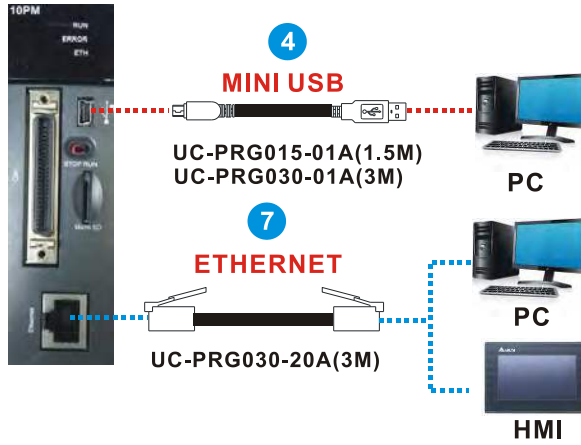 10PM
RUN
ERROR
ETH
4
MINI USB
UC-PRG015-01A(1.5M)
UC-PRG030-01A(3M)
PC
STOP RUN
Micro SD
7
ETHERNET
Ethernet
UC-PRG030-20A(3M)
PC
HMI